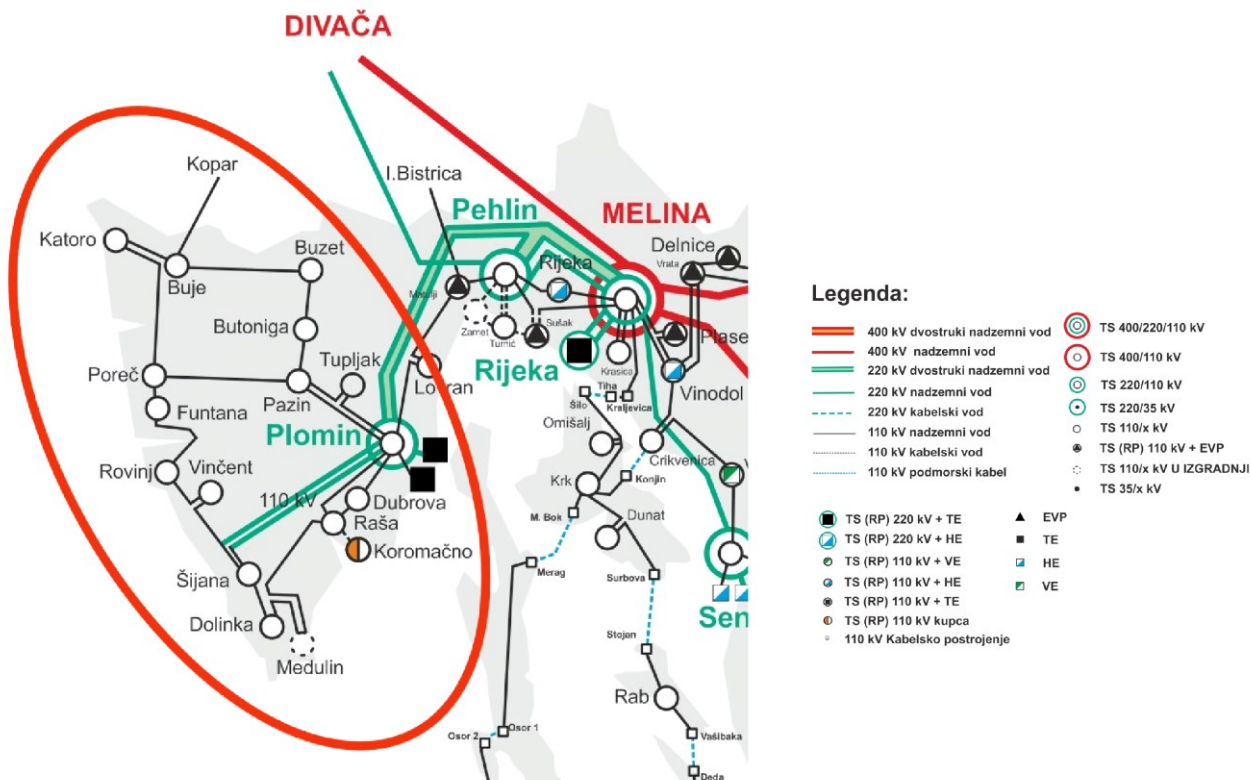 DIVAČA
Kopar
I.Bistrica
Pehlin
MELINA
Katoro
Buje
Buzet
Rijeka
Delnice
Vrata
Matulji
Butoniga
Zamet
Turnić
Sušak
Plase
Tupljak
Lovran
Rijeka
Krasica
Vinodol
Poreč
Pazin
Tiha
Šilo
Kraljevica
Funtana
Plomin
Omišalj
Crikvenica
Rovinj
Vinčent
110 kV
Dubrova
Krk
Konjin
V
Raša
M. Bok
Dunat
Koromačno
Merag
Surbova
Šijana
Sen
Dolinka
Stojan
Medulin
Rab
Osor 2
Osor 1
Vašibaka
Deda
Legenda:
400 kV dvostruki nadzemni vod
400 kV nadzemni vod
220 kV dvostruki nadzemni vod
220 kV nadzemni vod
220 kV kabelski vod
110 kV nadzemni vod
110 kV kabelski vod
110 kV podmorski kabel
TS 400/220/110 kV
TS 400/110 kV
TS 220/110 kV
TS 220/35 kV
TS 110/x kV
TS (RP) 110 kV + EVP
TS 110/x kV U IZGRADNJI
TS 35/x kV
TS (RP) 220 kV + TE
TS (RP) 220 kV + HE
TS (RP) 110 kV + VE
TS (RP) 110 kV + HE
TS (RP) 110 kV + TE
TS (RP) 110 kV kupca
110 kV Kabelsko postrojenje
EVP
TE
HE
VE